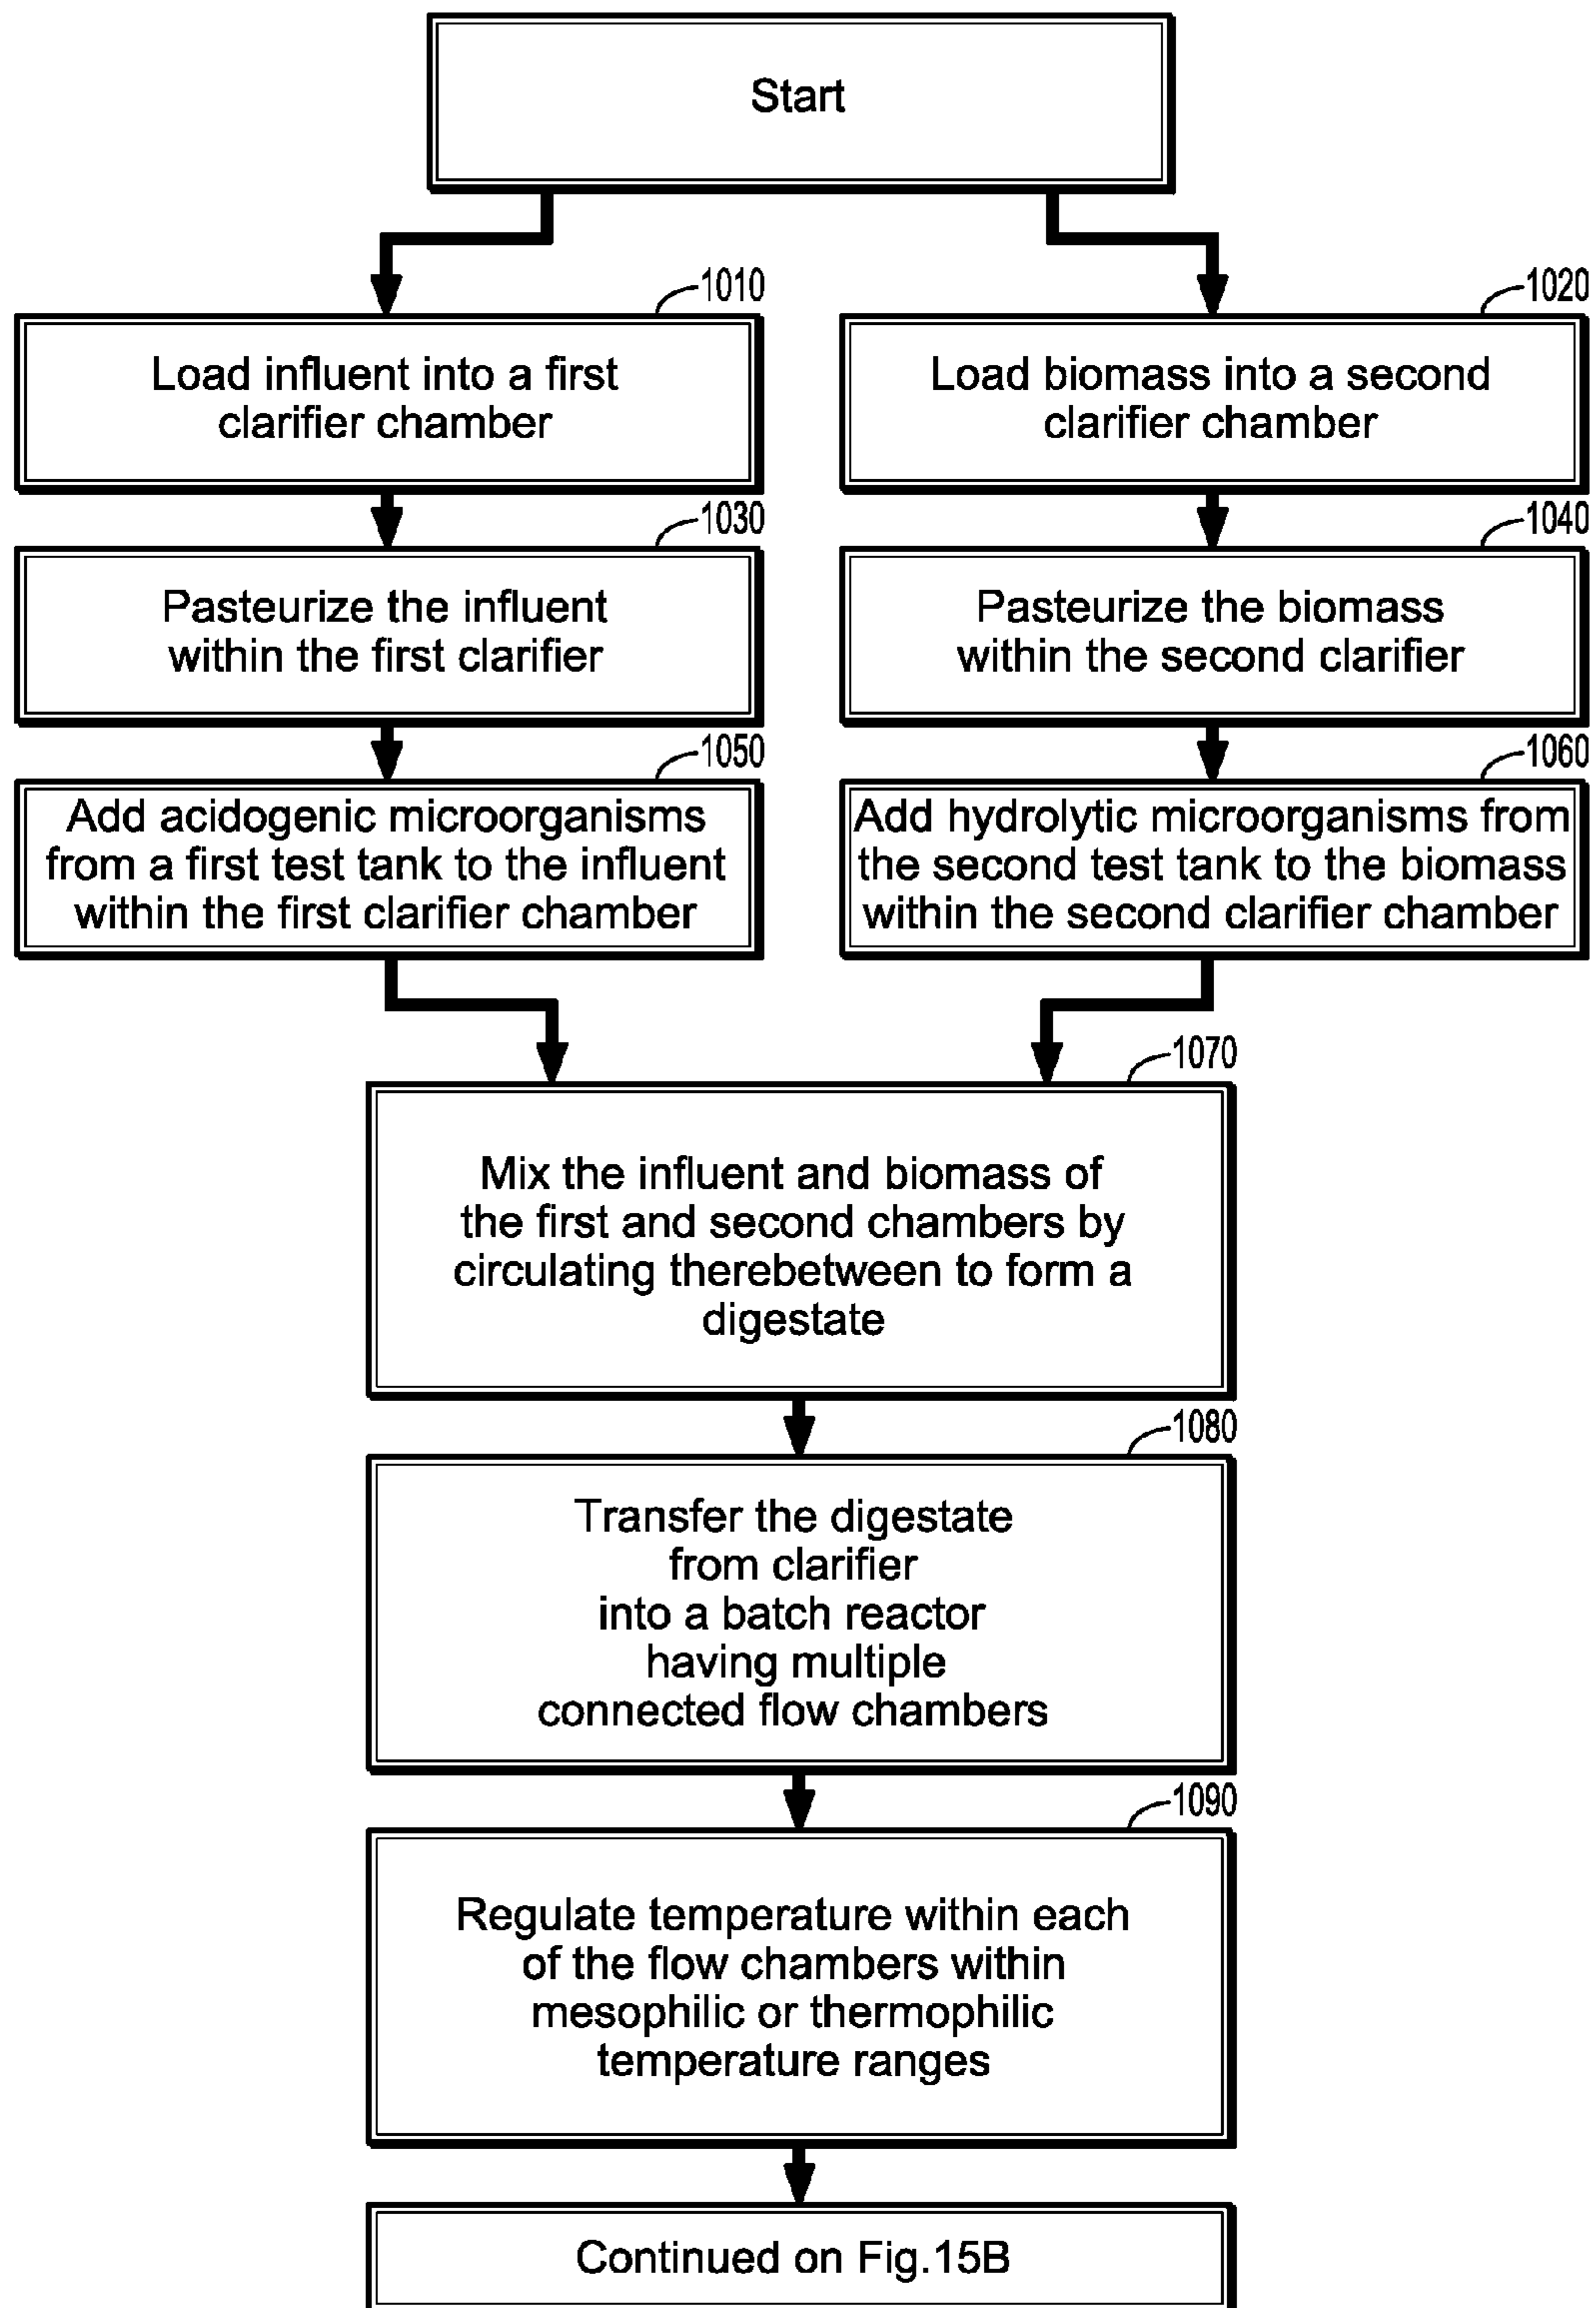 Start
1010
Load influent into a first
clarifier chamber
1020
Load biomass into a second
clarifier chamber
1030
Pasteurize the influent
within the first clarifier
1040
Pasteurize the biomass
within the second clarifier
1050
Add acidogenic microorganisms
from a first test tank to the influent
within the first clarifier chamber
1060
Add hydrolytic microorganisms from
the second test tank to the biomass
within the second clarifier chamber
1070
Mix the influent and biomass of
the first and second chambers by
circulating therebetween to form a
digestate
1080
Transfer the digestate
from clarifier
into a batch reactor
having multiple
connected flow chambers
1090
Regulate temperature within each
of the flow chambers within
mesophilic or thermophilic
temperature ranges
Continued on Fig.15B